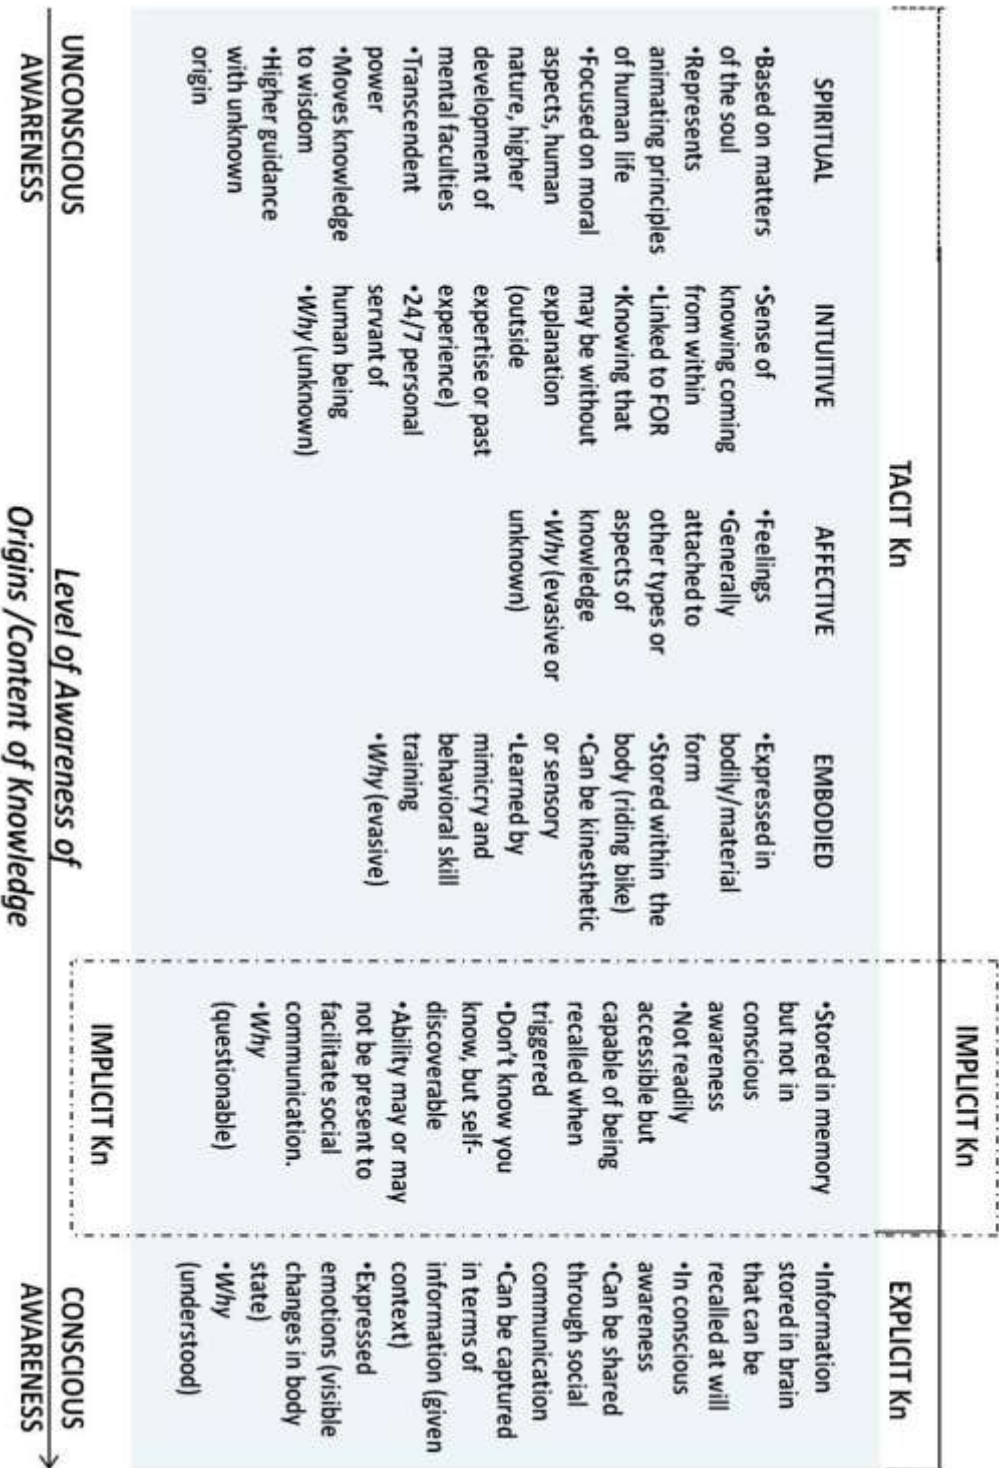 TACIT Kn
IMPLICIT Kn
EXPLICIT Kn
SPIRITUAL
•Based on matters
of the soul
•Represents
animating principles
of human life
•Focused on moral
aspects, human
nature, higher
development of
mental faculties
•Transcendent
power
•Moves knowledge
to wisdom
•Higher guidance
with unknown
origin
INTUITIVE
•Sense of
knowing coming
from within
•Linked to FOR
•Knowing that
may be without
explanation
(outside
expertise or past
experience)
•24/7 personal
servant of
human being
•Why (unknown)
AFFECTIVE
•Feelings
•Generally
attached to
other types or
aspects of
knowledge
•Why (evasive or
unknown)
EMBODIED
•Expressed in
bodily/material
form
•Stored within the
body (riding bike)
•Can be kinesthetic
or sensory
•Learned by
mimicry and
behavioral skill
training
•Why (evasive)
•Stored in memory
but not in
conscious
awareness
•Not readily
accessible but
capable of being
recalled when
triggered
•Don't know you
know, but self-
discoverable
•Ability may or may
not be present to
facilitate social
communication.
•Why
(questionable)
•Information
stored in brain
that can be
recalled at will
•In conscious
awareness
•Can be shared
through social
communication
•Can be captured
in terms of
information (given
context)
•Expressed
emotions (visible
changes in body
state)
•Why
(understood)
IMPLICIT Kn
UNCONSCIOUS
AWARENESS
Level of Awareness of
Origins /Content of Knowledge
CONSCIOUS
AWARENESS